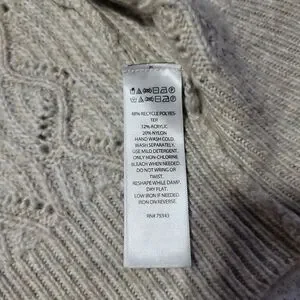 48% RECYCLE POLYES-
TER
32% ACRYLIC
20% NYLON
HAND WASH COLD.
WASH SEPARATELY.
USE MILD DETERGENT.
ONLY NON-CHLORINE
BLEACH WHEN NEEDED.
DO NOT WRING OR
TWIST.
RESHAPE WHILE DAMP.
DRY FLAT.
LOW IRON IF NEEDED.
IRON ON REVERSE.
RN# 79343